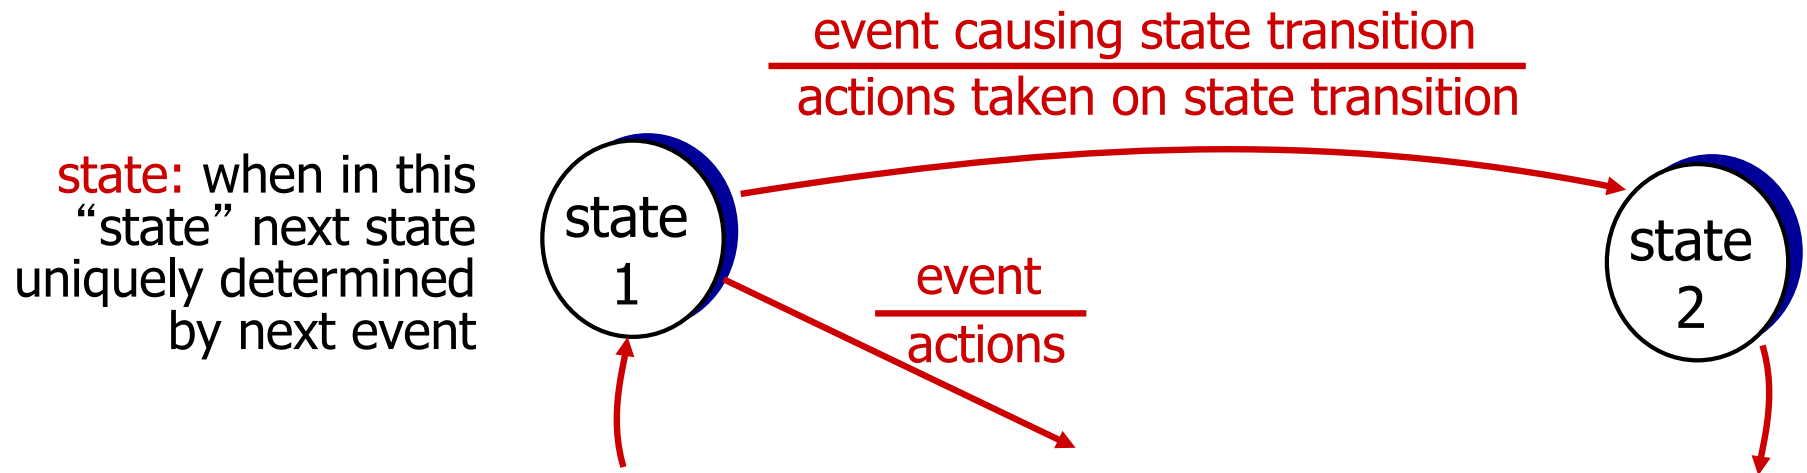 event causing state transition
actions taken on state transition
state: when in this
“state” next state
uniquely determined
by next event
state
1
event
actions
state
2